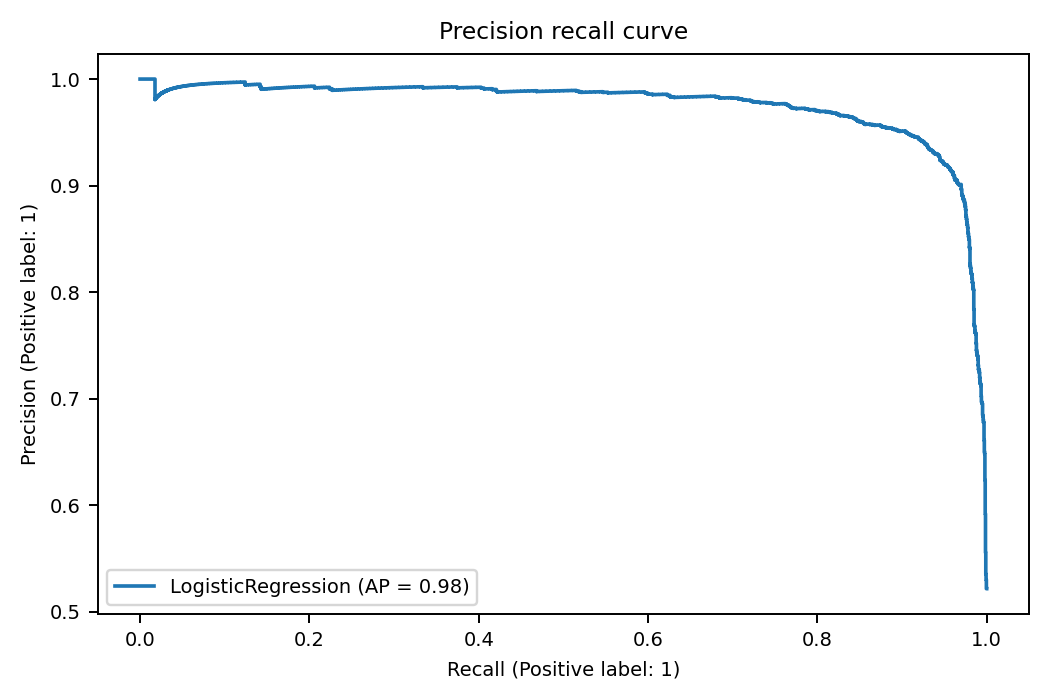 Precision recall curve
1.0
0.9
0.8
0.7
0.6
0.5
Precision (Positive label: 1)
LogisticRegression (AP = 0.98)
0.0 0.2 0.4 0.6 0.8 1.0
Recall (Positive label: 1)